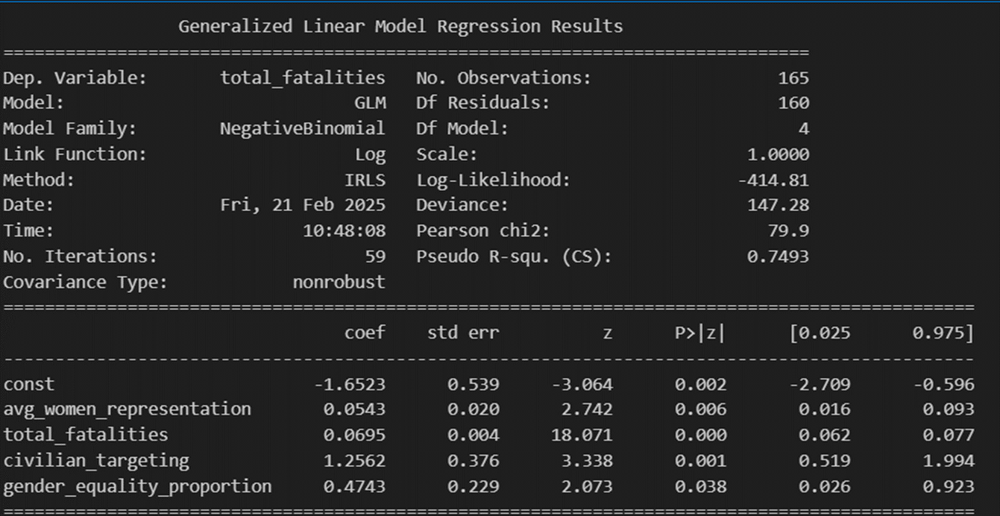 Generalized Linear Model Regression Results
==============================================================================
Dep. Variable: total_fatalities No. Observations: 165
Model: GLM Df Residuals: 160
Model Family: NegativeBinomial Df Model: 4
Link Function: Log Scale: 1.0000
Method: IRLS Log-Likelihood: -414.81
Date: Fri, 21 Feb 2025 Deviance: 147.28
Time: 10:48:08 Pearson chi2: 79.9
No. Iterations: 59 Pseudo R-squ. (CS): 0.7493
Covariance Type: nonrobust
==============================================================================================
coef std err z P>|z| [0.025 0.975]
----------------------------------------------------------------------------------------------
const -1.6523 0.539 -3.064 0.002 -2.709 -0.596
avg_women_representation 0.0543 0.020 2.742 0.006 0.016 0.093
total_fatalities 0.0695 0.004 18.071 0.000 0.062 0.077
civilian_targeting 1.2562 0.376 3.338 0.001 0.519 1.994
gender_equality_proportion 0.4743 0.229 2.073 0.038 0.026 0.923
==============================================================================================